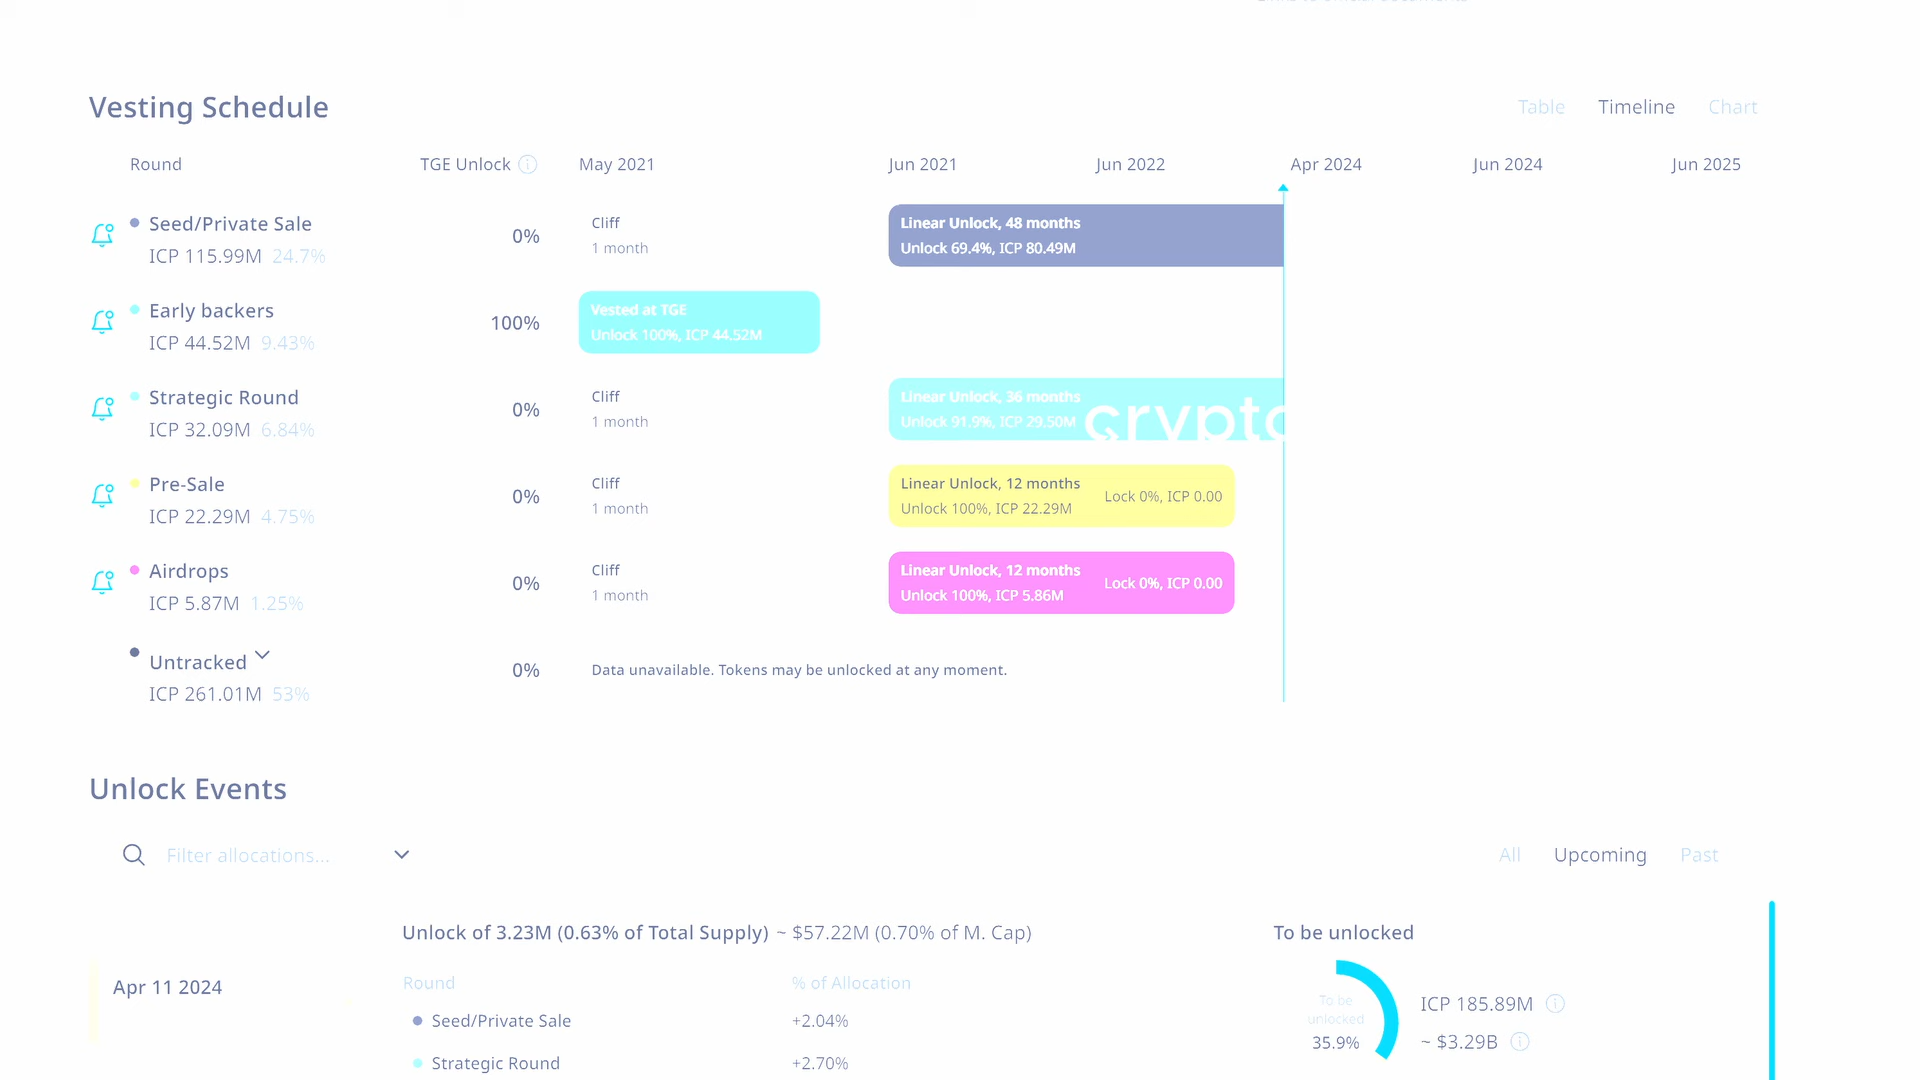 Vesting Schedule
Table Timeline Chart
Round TGE Unlock May 2021 Jun 2021 Jun 2022 Apr 2024 Jun 2024 Jun 2025
Seed/Private Sale
ICP 115.99M 24.7%
0%
Cliff
1 month
Linear Unlock, 48 months
Unlock 69.4%, ICP 80.49M
Early backers
ICP 44.52M 9.43%
100%
Vested at TGE
Unlock 100%, ICP 44.52M
Strategic Round
ICP 32.09M 6.84%
0%
Cliff
1 month
Linear Unlock, 36 months
Unlock 91.9%, ICP 29.50M
crypto
Pre-Sale
ICP 22.29M 4.75%
0%
Cliff
1 month
Linear Unlock, 12 months
Unlock 100%, ICP 22.29M
Lock 0%, ICP 0.00
Airdrops
ICP 5.87M 1.25%
0%
Cliff
1 month
Linear Unlock, 12 months
Unlock 100%, ICP 5.86M
Lock 0%, ICP 0.00
Untracked
ICP 261.01M 53%
0%
Data unavailable. Tokens may be unlocked at any moment.
Unlock Events
Filter allocations...
All Upcoming Past
Apr 11 2024
Unlock of 3.23M (0.63% of Total Supply) ~ $57.22M (0.70% of M. Cap)
Round % of Allocation
Seed/Private Sale +2.04%
Strategic Round +2.70%
To be unlocked
To be
unlocked
35.9%
ICP 185.89M
~ $3.29B